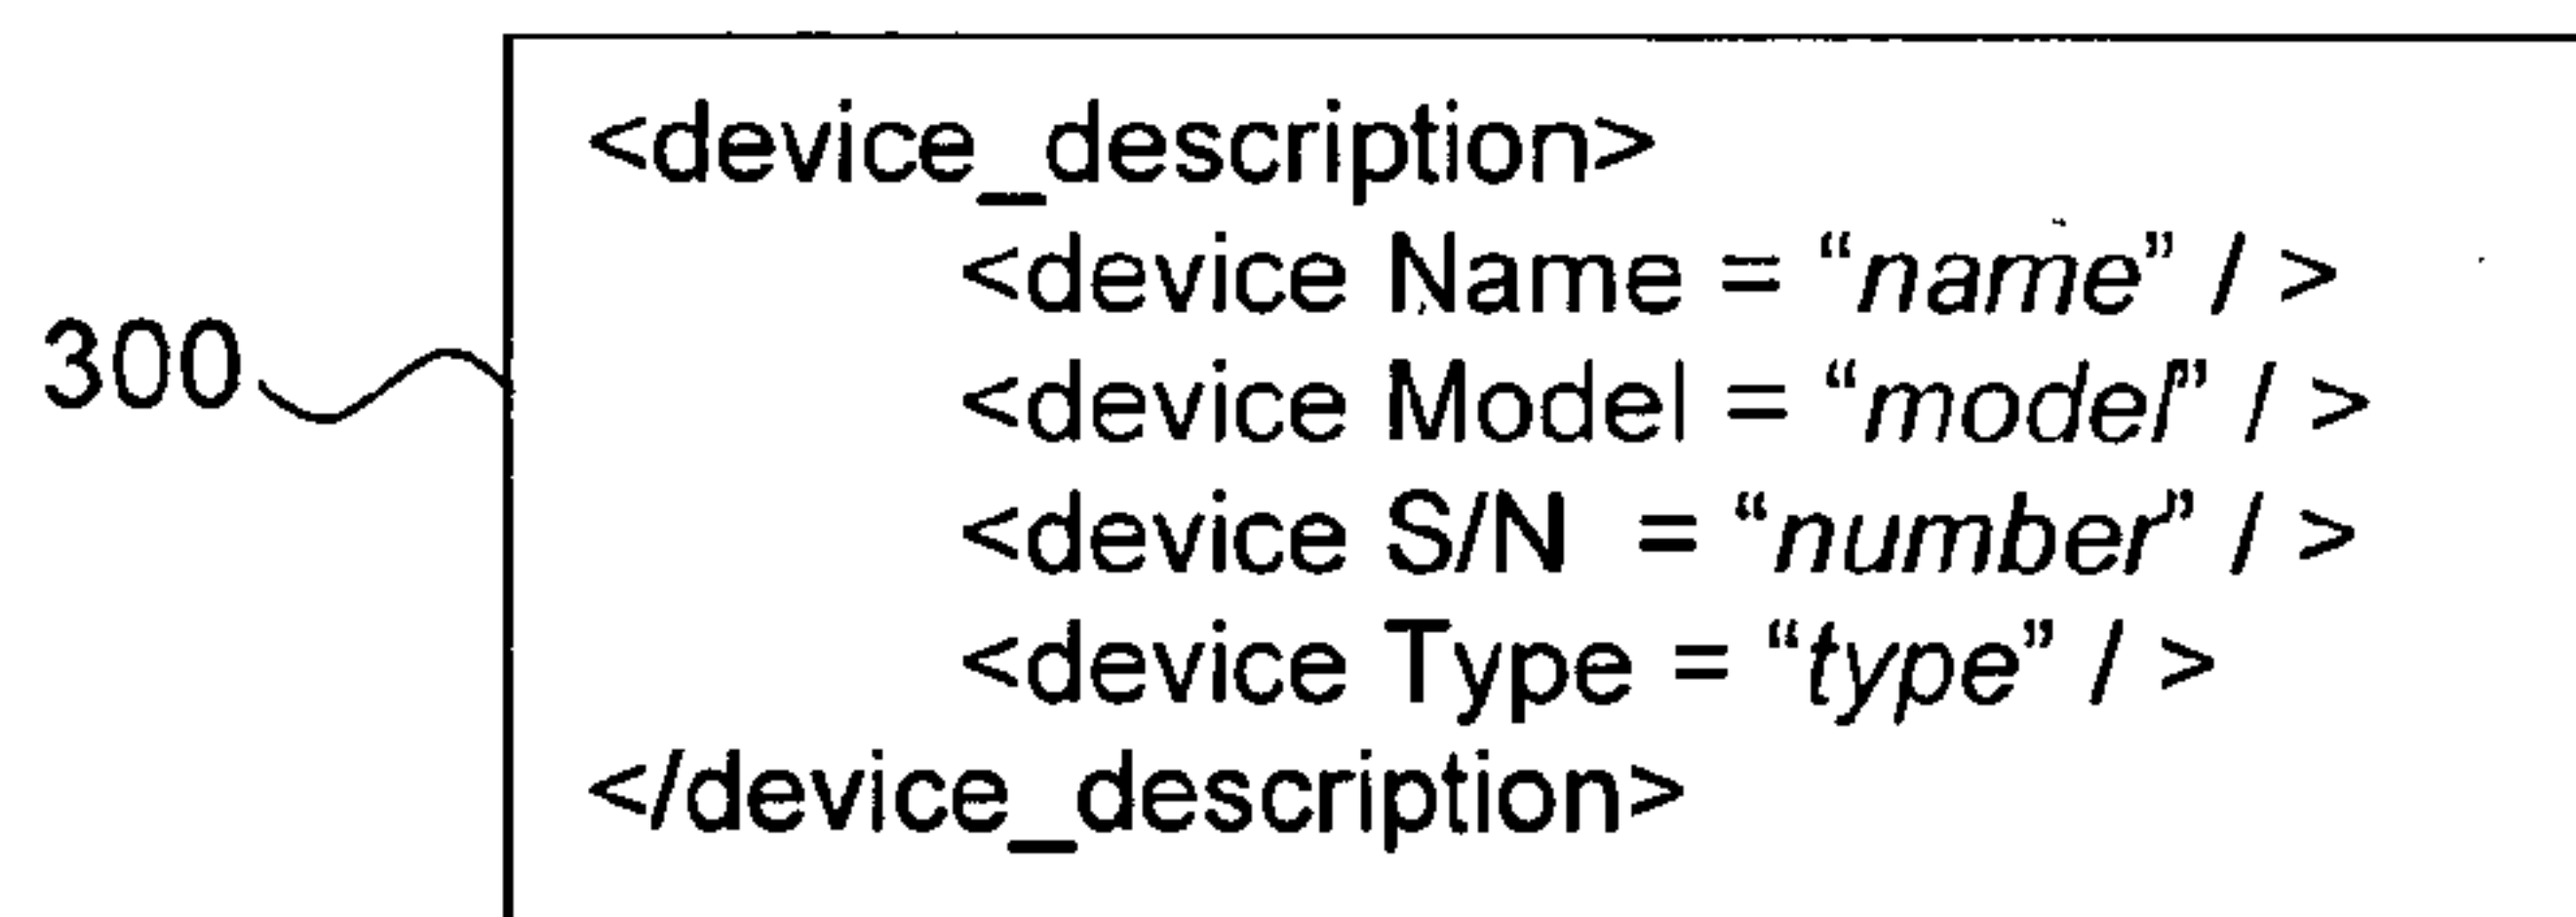 <device_description>
<device Name = “name” / >
300
<device Model = “model” / >
<device S/N = “number” / >
<device Type = “type” / >
</device_description>